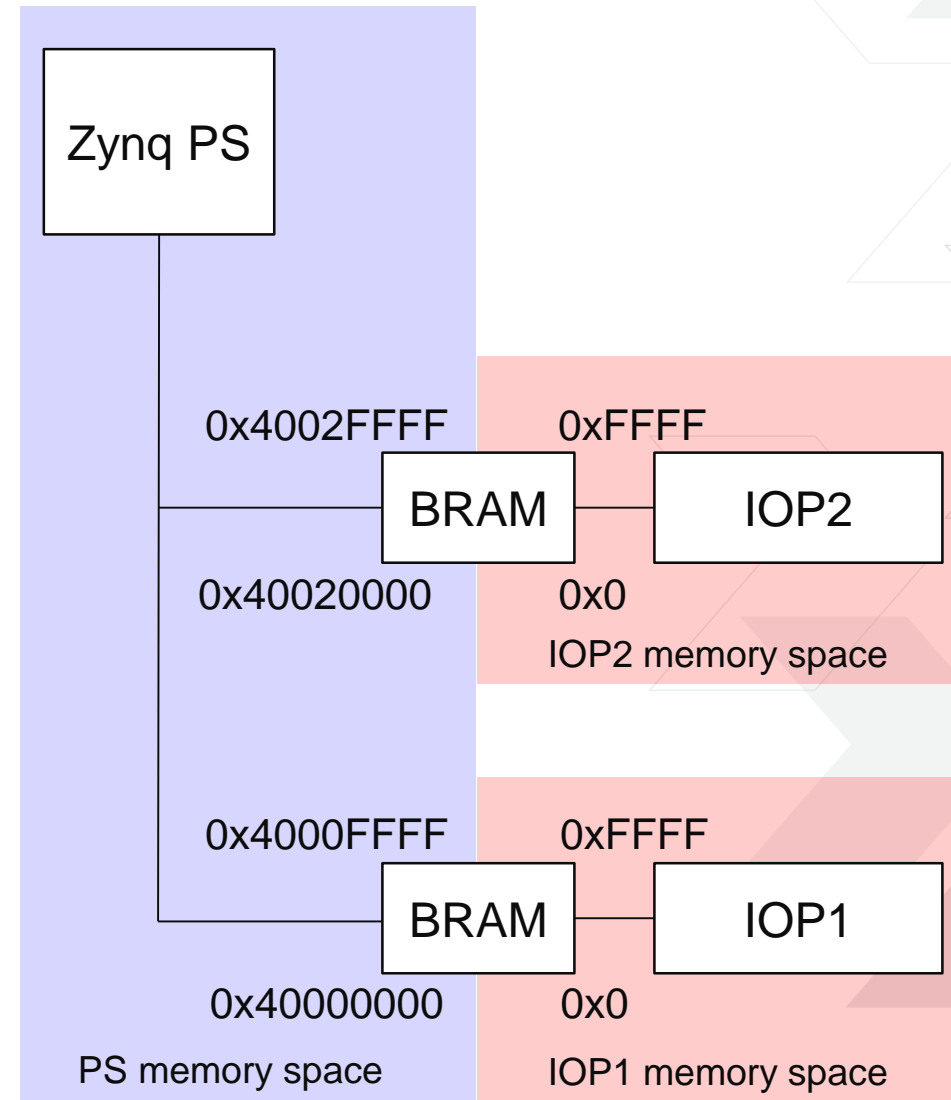 Zynq PS
0x4002FFFF
0xFFFF
BRAM
IOP2
0x40020000
0x0
IOP2 memory space
0x4000FFFF
0xFFFF
BRAM
IOP1
0x40000000
0x0
PS memory space
IOP1 memory space